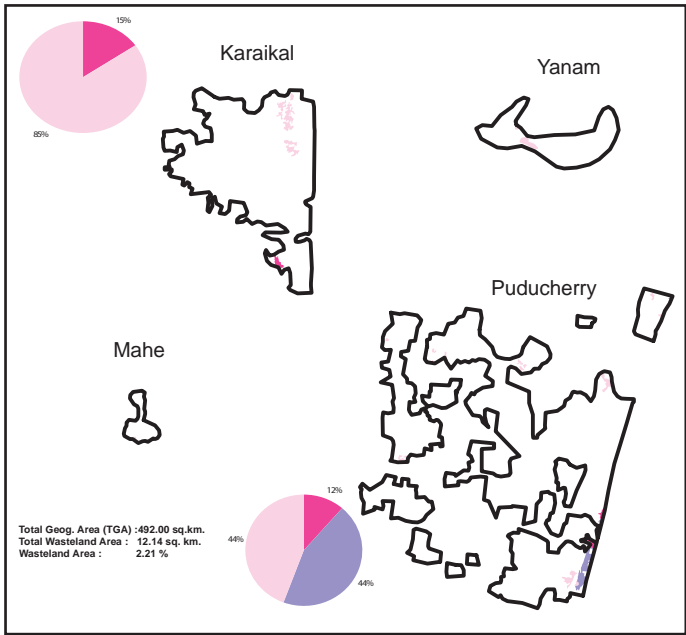 15%
Karaikal
Yanam
85%
Puducherry
Mahe
12%
Total Geog. Area (TGA) :492.00 sq.km.
Total Wasteland Area : 12.14 sq. km.
Wasteland Area : 2.21 %
44%
44%